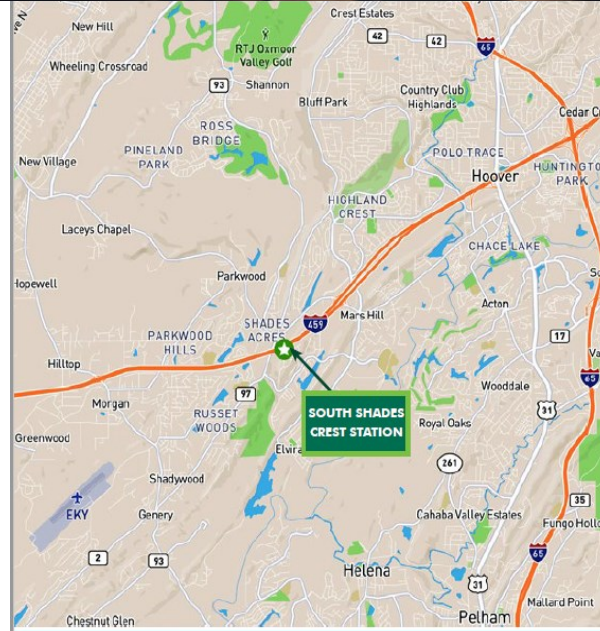 Crest Estates
New Hill
42
42
65
RTJ Oxmoor
Valley Golf
Wheeling Crossroad
93
Shannon
Bluff Park
Country Club
Highlands
Cedar
ROSS
BRIDGE
PINELAND
PARK
POLO TRACE
New Village
Hoover
HUNTINGTO
PARK
HIGHLAND
CREST
Laceys Chapel
CHACE LAKE
Parkwood
Hopewell
Acton
459
Mars Hill
SHADES
ACRES
PARKWOOD
HILLS
17
Hilltop
65
Wooddale
97
Morgan
31
SOUTH SHADES
CREST STATION
RUSSET
WOODS
Royal Oaks
Greenwood
Elvira
261
Shadywood
35
EKY
Genery
Cahaba Valley Estates
Fungo Hollo
2
93
65
Helena
31
Mallard Point
Chestnut Glen
Pelham